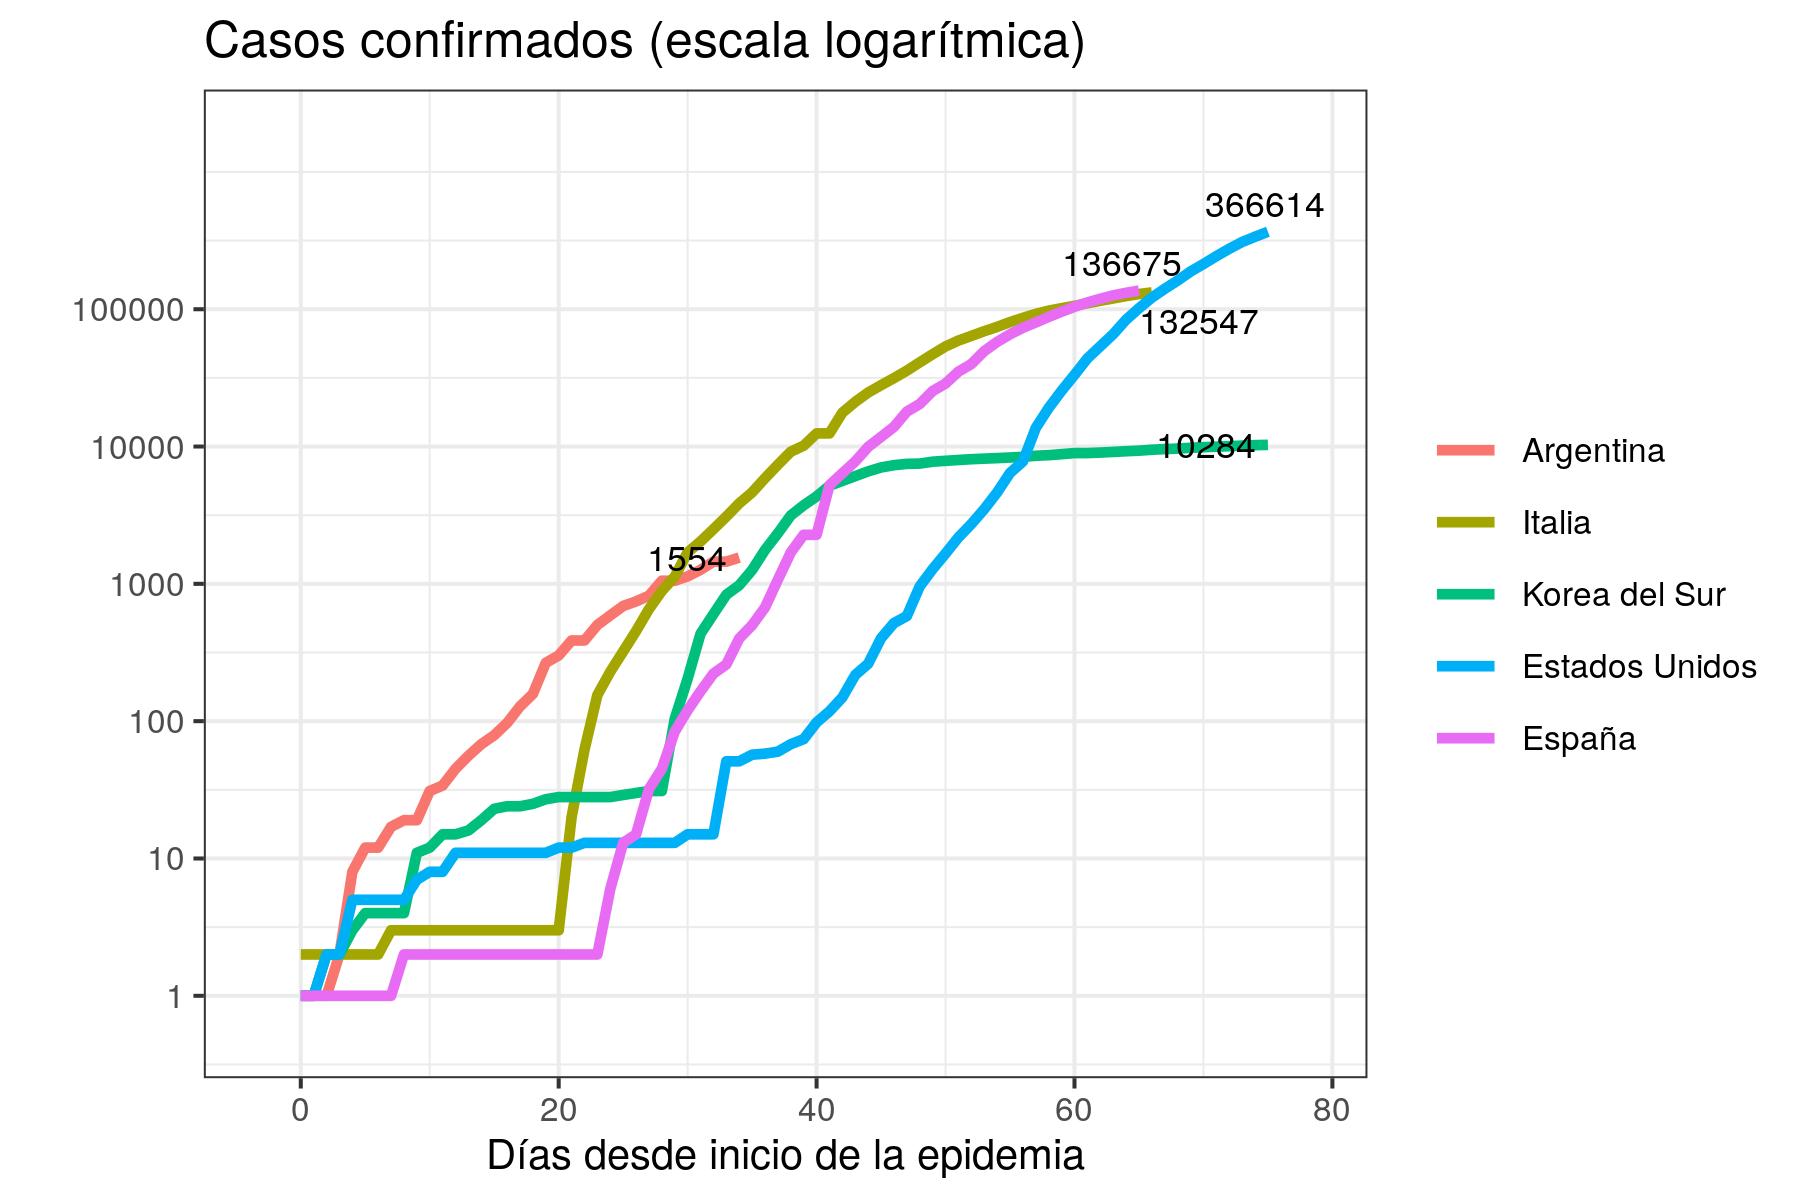 Casos confirmados (escala logarítmica)
366614
136675
132547
10284
1554
100000
10000
1000
100
10
1
0 20 40 60 80
Días desde inicio de la epidemia
Argentina
Italia
Korea del Sur
Estados Unidos
España